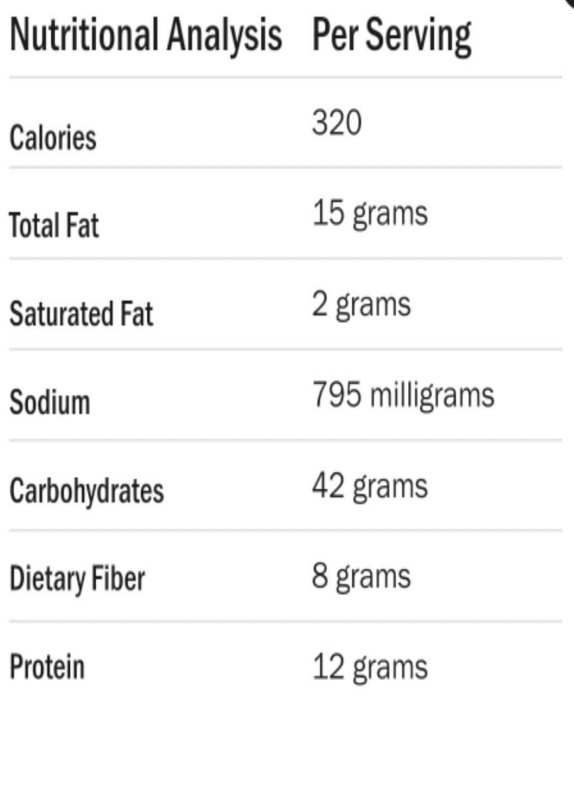 Nutritional Analysis Per Serving
Calories 320
Total Fat 15 grams
Saturated Fat 2 grams
Sodium 795 milligrams
Carbohydrates 42 grams
Dietary Fiber 8 grams
Protein 12 grams